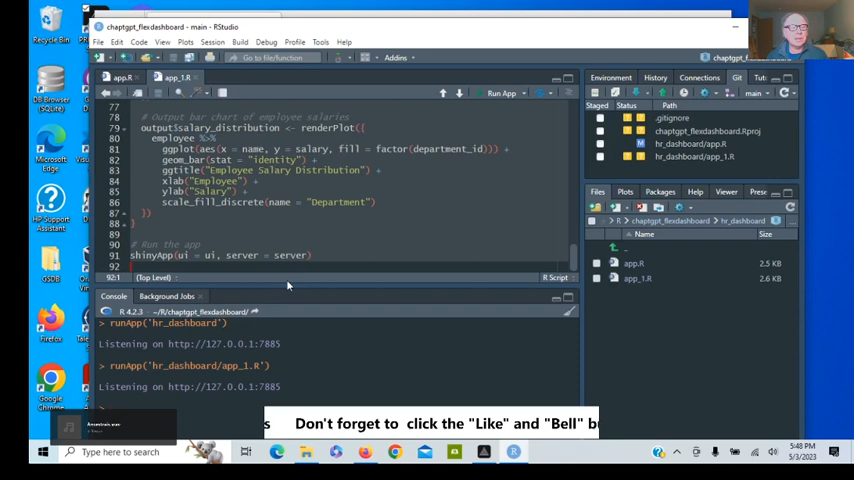 Recycle Bin
DB Browser (SQLite)
Microsoft Edge
HP Support Assistant
GSDB
Firefox
Google Chrome
chaptgpt_flexdashboard - main - RStudio
File Edit Code View Plots Session Build Debug Profile Tools Help
Go to file/function
Addins
app.R
app_1.R
Run App
77
78 # Output bar chart of employee salaries
79 output$salary_distribution <- renderPlot({
80 employee %>%
81 ggplot(aes(x = name, y = salary, fill = factor(department_id))) +
82 geom_bar(stat = "identity") +
83 ggtitle("Employee Salary Distribution") +
84 xlab("Employee") +
85 ylab("Salary") +
86 scale_fill_discrete(name = "Department")
87 })
88 }
89
90 # Run the app
91 shinyApp(ui = ui, server = server)
92
92:1 (Top Level) R Script
Console Background Jobs
R 4.2.3 · ~/R/chaptgpt_flexdashboard/
> runApp('hr_dashboard')
Listening on http://127.0.0.1:7885
> runApp('hr_dashboard/app_1.R')
Listening on http://127.0.0.1:7885
>
Environment History Connections Git
main
Staged Status Path
.gitignore
chaptgpt_flexdashboard.Rproj
M hr_dashboard/app.R
hr_dashboard/app_1.R
Files Plots Packages Help Viewer
R chaptgpt_flexdashboard hr_dashboard
Name Size
..
app.R 2.5 KB
app_1.R 2.6 KB
s Don't forget to click the "Like" and "Bell" bu
Type here to search
5:48 PM
5/3/2023